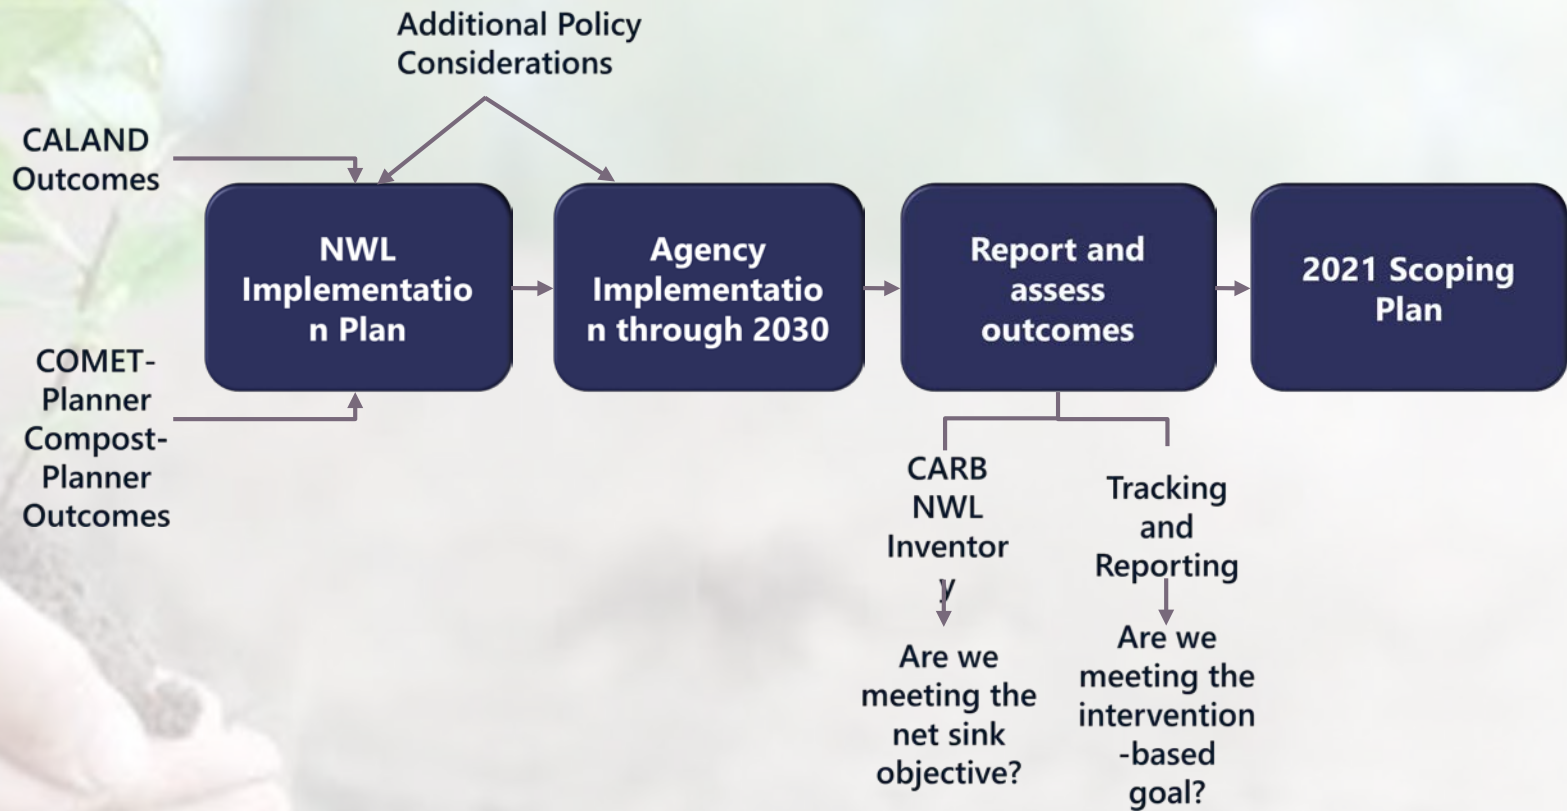 Additional Policy
Considerations
CALAND
Outcomes
COMET-
Planner
Compost-
Planner
Outcomes
NWL
Implementatio
n Plan
Agency
Implementatio
n through 2030
Report and
assess
outcomes
2021 Scoping
Plan
CARB
NWL
Inventor
y
Are we
meeting the
net sink
objective?
Tracking
and
Reporting
Are we
meeting the
intervention
-based
goal?